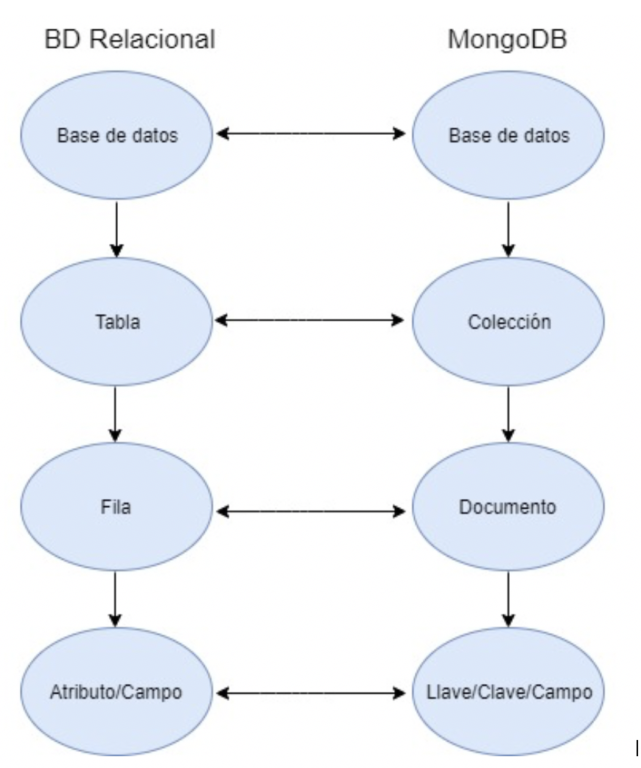 BD Relacional
MongoDB
Base de datos
Base de datos
Tabla
Colección
Fila
Documento
Atributo/Campo
Llave/Clave/Campo